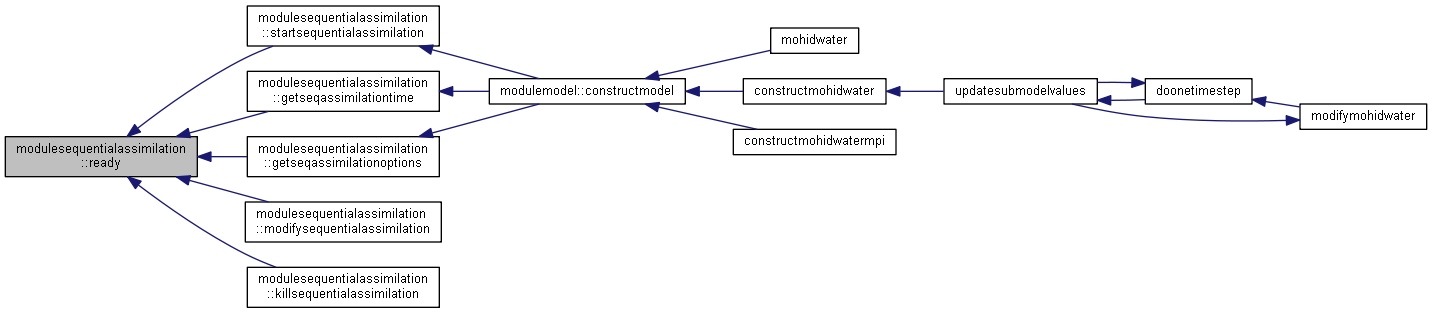 modulesequentialassimilation
::ready
modulesequentialassimilation
::startsequentialassimilation
modulesequentialassimilation
::getseqassimilationtime
modulesequentialassimilation
::getseqassimilationoptions
modulesequentialassimilation
::modifysequentialassimilation
modulesequentialassimilation
::killsequentialassimilation
modulemodel::constructmodel
mohidwater
constructmohidwater
constructmohidwatermpi
updatesubmodelvalues
doonetimestep
modifymohidwater